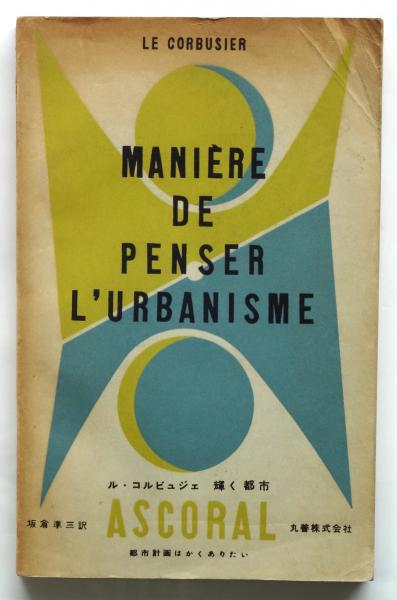 LE CORBUSIER
MANIÈRE
DE
PENSER
L'URBANISME
ル・コルビュジェ 輝く都市
坂倉準三訳
ASCORAL
丸善株式会社
都市計画はかくありたい